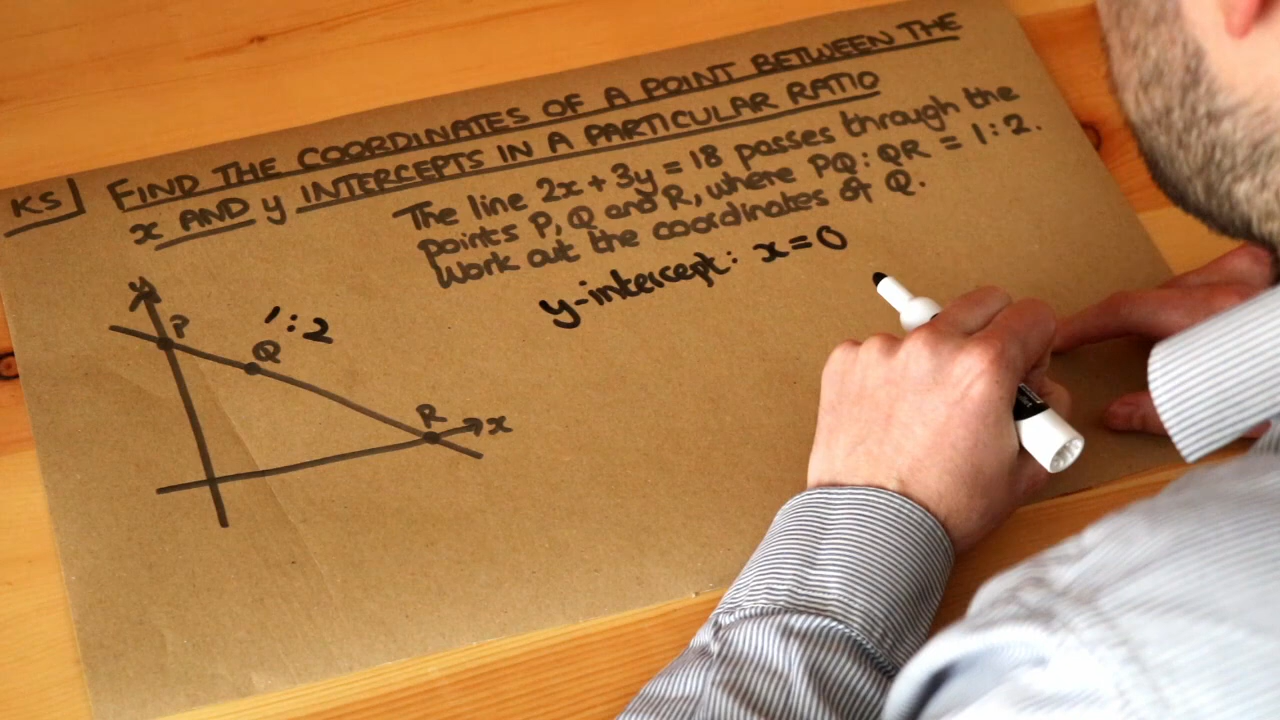 K5
FIND THE COORDINATES OF A POINT BETWEEN THE
x AND y INTERCEPTS IN A PARTICULAR RATIO
The line 2x + 3y = 18 passes through the
points P, Q and R, where PQ : QR = 1 : 2.
Work out the coordinates of Q.
y-intercept: x = 0
y
P
1 : 2
Q
R
x